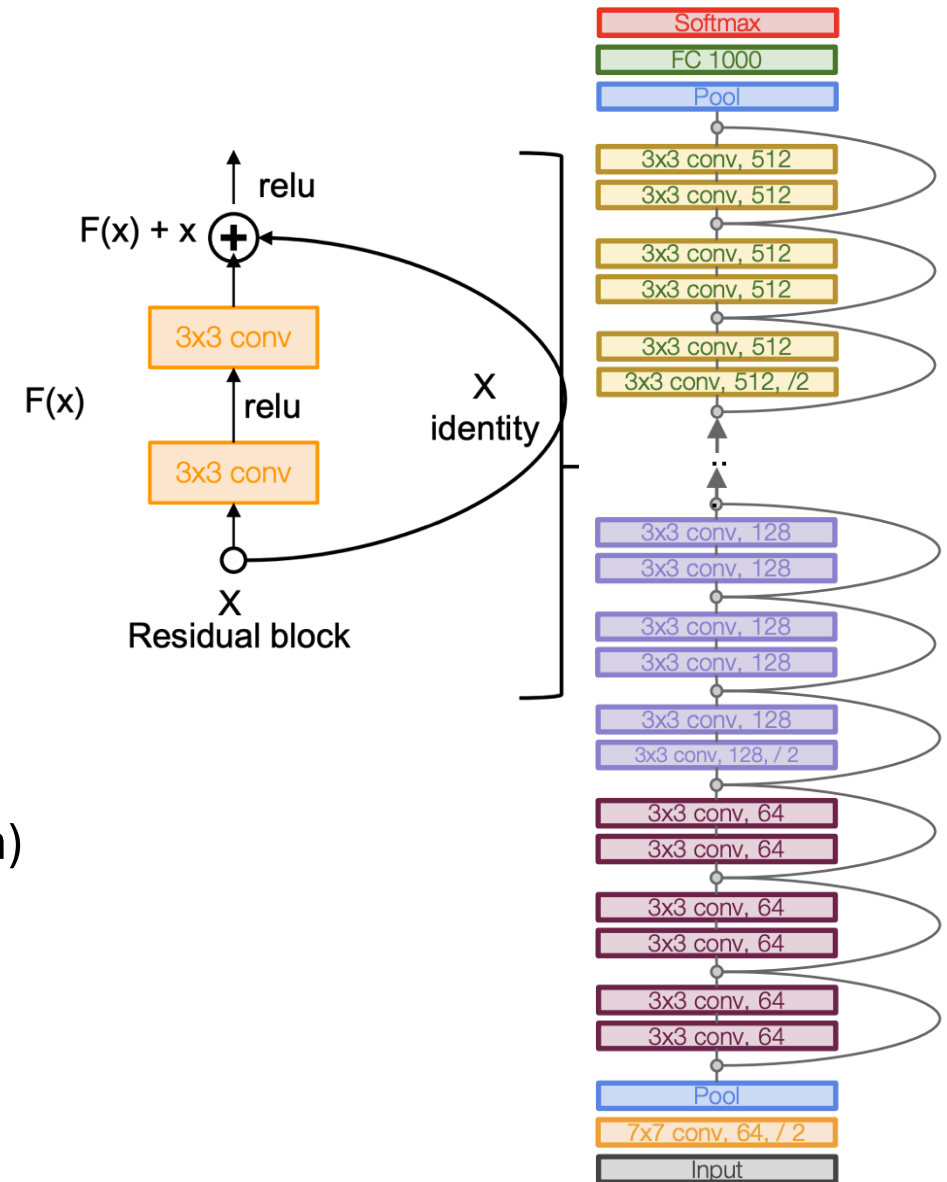 relu
F(x) + x
3x3 conv
F(x)
relu
X
identity
3x3 conv
X
Residual block
n)
Softmax
FC 1000
Pool
3x3 conv, 512
3x3 conv, 512
3x3 conv, 512
3x3 conv, 512
3x3 conv, 512
3x3 conv, 512, /2
..
3x3 conv, 128
3x3 conv, 128
3x3 conv, 128
3x3 conv, 128
3x3 conv, 128
3x3 conv, 128, / 2
3x3 conv, 64
3x3 conv, 64
3x3 conv, 64
3x3 conv, 64
3x3 conv, 64
3x3 conv, 64
Pool
7x7 conv, 64, / 2
Input